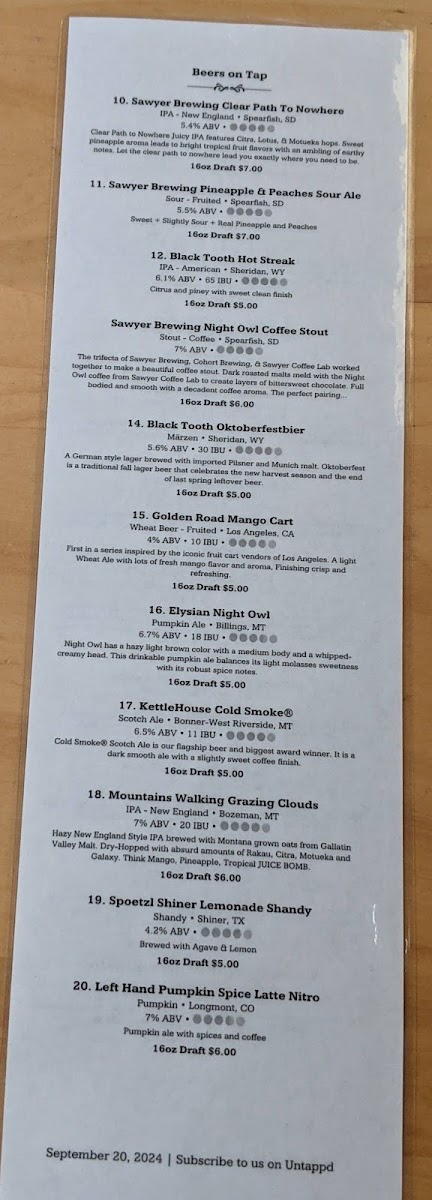 Beers on Tap
10. Sawyer Brewing Clear Path To Nowhere
IPA - New England • Spearfish, SD
5.4% ABV •
Clear Path to Nowhere Juicy IPA features Citra, Lotus, & Motueka hops. Sweet
pineapple aroma leads to bright tropical fruit flavors with an ambling of earthy
notes. Let the clear path to nowhere lead you exactly where you need to be.
16oz Draft $7.00
11. Sawyer Brewing Pineapple & Peaches Sour Ale
Sour - Fruited • Spearfish, SD
5.5% ABV •
Sweet + Slightly Sour + Real Pineapple and Peaches
16oz Draft $7.00
12. Black Tooth Hot Streak
IPA - American • Sheridan, WY
6.1% ABV • 65 IBU •
Citrus and piney with sweet clean finish
16oz Draft $5.00
Sawyer Brewing Night Owl Coffee Stout
Stout - Coffee • Spearfish, SD
7% ABV •
The trifecta of Sawyer Brewing, Cohort Brewing, & Sawyer Coffee Lab worked
together to make a beautiful coffee stout. Dark roasted malts meld with the Night
Owl coffee from Sawyer Coffee Lab to create layers of bittersweet chocolate. Full
bodied and smooth with a decadent coffee aroma. The perfect pairing...
16oz Draft $6.00
14. Black Tooth Oktoberfestbier
Märzen • Sheridan, WY
5.6% ABV • 30 IBU •
A German style lager brewed with imported Pilsner and Munich malt. Oktoberfest
is a traditional fall lager beer that celebrates the new harvest season and the end
of last spring leftover beer.
16oz Draft $5.00
15. Golden Road Mango Cart
Wheat Beer - Fruited • Los Angeles, CA
4% ABV • 10 IBU •
First in a series inspired by the iconic fruit cart vendors of Los Angeles. A light
Wheat Ale with lots of fresh mango flavor and aroma, Finishing crisp and
refreshing.
16oz Draft $5.00
16. Elysian Night Owl
Pumpkin Ale • Billings, MT
6.7% ABV • 18 IBU •
Night Owl has a hazy light brown color with a medium body and a whipped-
creamy head. This drinkable pumpkin ale balances its light molasses sweetness
with its robust spice notes.
16oz Draft $5.00
17. KettleHouse Cold Smoke®
Scotch Ale • Bonner-West Riverside, MT
6.5% ABV • 11 IBU •
Cold Smoke® Scotch Ale is our flagship beer and biggest award winner. It is a
dark smooth ale with a slightly sweet coffee finish.
16oz Draft $5.00
18. Mountains Walking Grazing Clouds
IPA - New England • Bozeman, MT
7% ABV • 20 IBU •
Hazy New England Style IPA brewed with Montana grown oats from Gallatin
Valley Malt. Dry-Hopped with absurd amounts of Rakau, Citra, Motueka and
Galaxy. Think Mango, Pineapple, Tropical JUICE BOMB.
16oz Draft $6.00
19. Spoetzl Shiner Lemonade Shandy
Shandy • Shiner, TX
4.2% ABV •
Brewed with Agave & Lemon
16oz Draft $5.00
20. Left Hand Pumpkin Spice Latte Nitro
Pumpkin • Longmont, CO
7% ABV •
Pumpkin ale with spices and coffee
16oz Draft $6.00
September 20, 2024 | Subscribe to us on Untappd